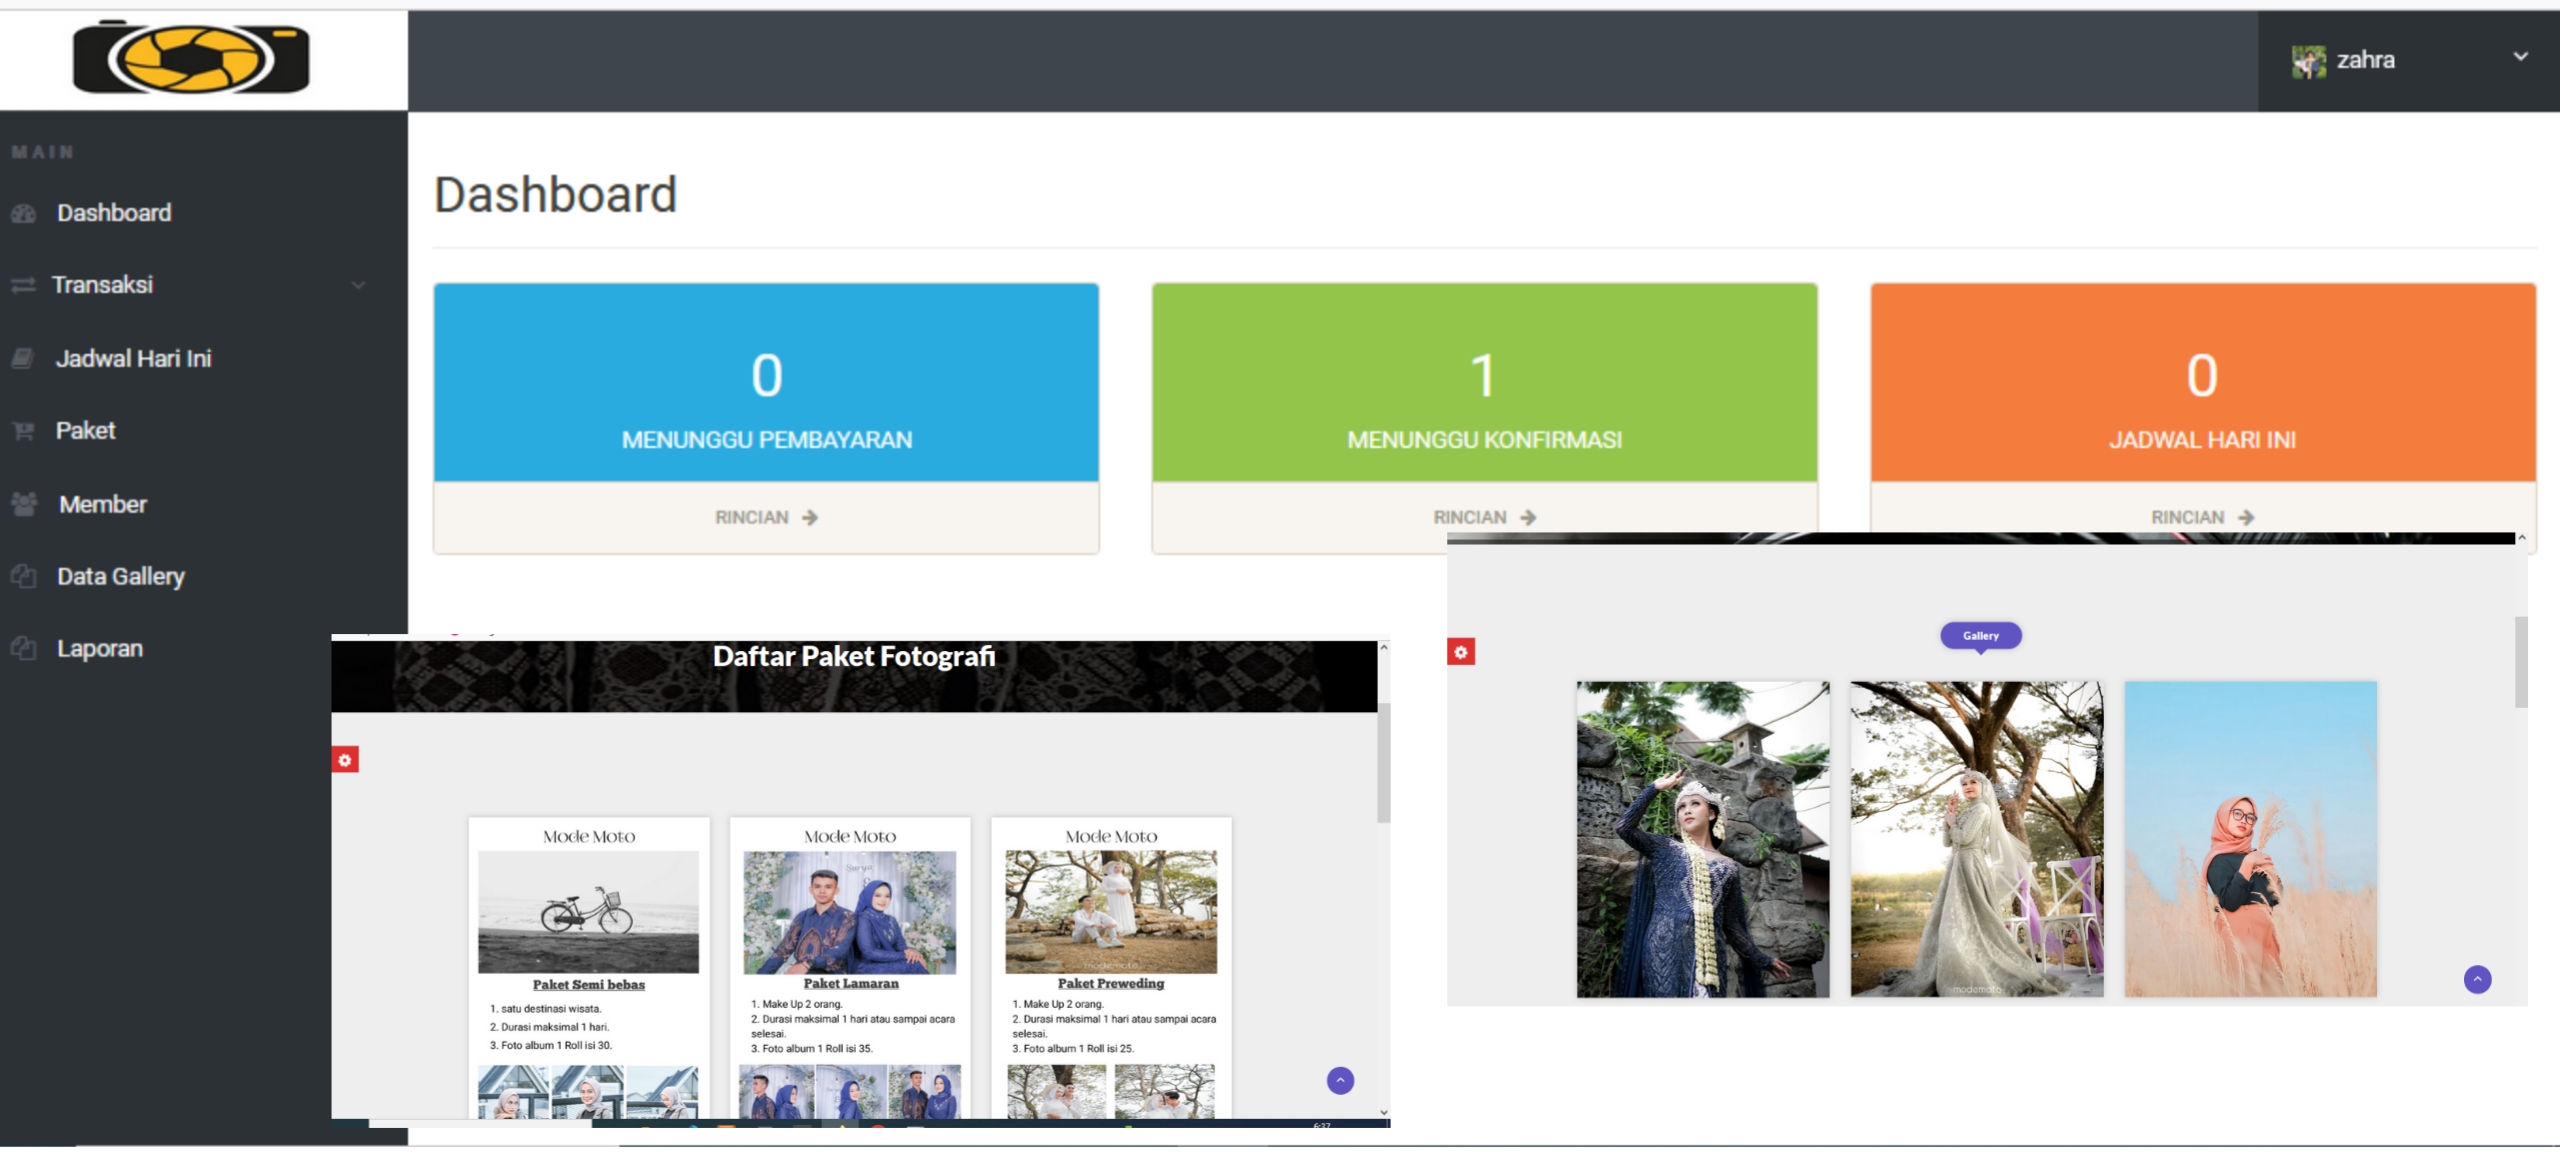 zahra
MAIN
Dashboard
Transaksi
Jadwal Hari Ini
Paket
Member
Data Gallery
Laporan
Dashboard
0
MENUNGGU PEMBAYARAN
RINCIAN
1
MENUNGGU KONFIRMASI
RINCIAN
0
JADWAL HARI INI
RINCIAN
Daftar Paket Fotografi
Mode Moto
Paket Semi bebas
1. satu destinasi wisata.
2. Durasi maksimal 1 hari.
3. Foto album 1 Roll isi 30.
Mode Moto
Surya
&
Paket Lamaran
1. Make Up 2 orang.
2. Durasi maksimal 1 hari atau sampai acara
selesai.
3. Foto album 1 Roll isi 35.
Mode Moto
modemoto
Paket Preweding
1. Make Up 2 orang.
2. Durasi maksimal 1 hari atau sampai acara
selesai.
3. Foto album 1 Roll isi 25.
6:37
Gallery
modemoto